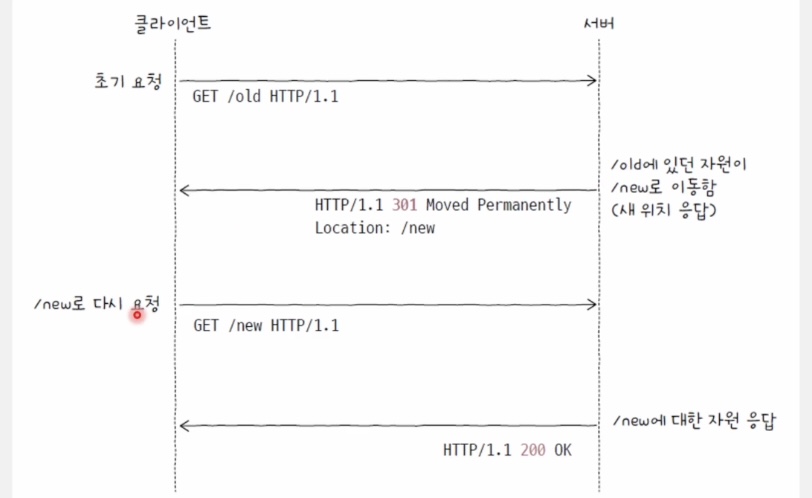 클라이언트
서버
초기 요청
GET /old HTTP/1.1
/old에 있던 자원이
/new로 이동함
(새 위치 응답)
HTTP/1.1 301 Moved Permanently
Location: /new
/new로 다시 요청
GET /new HTTP/1.1
/new에 대한 자원 응답
HTTP/1.1 200 OK